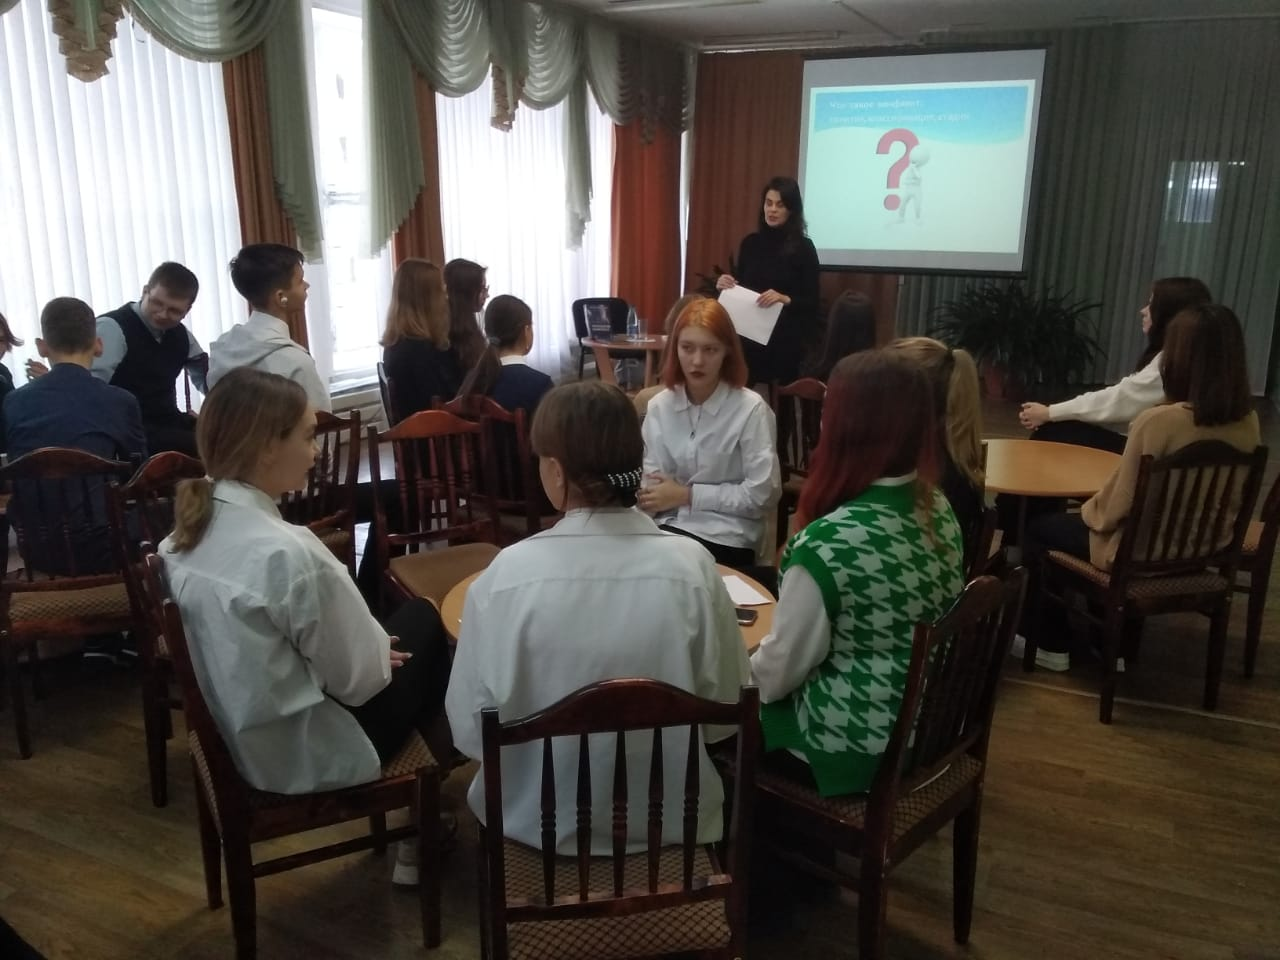 Что такое конфликт:
понятие, классификация, стадии
?